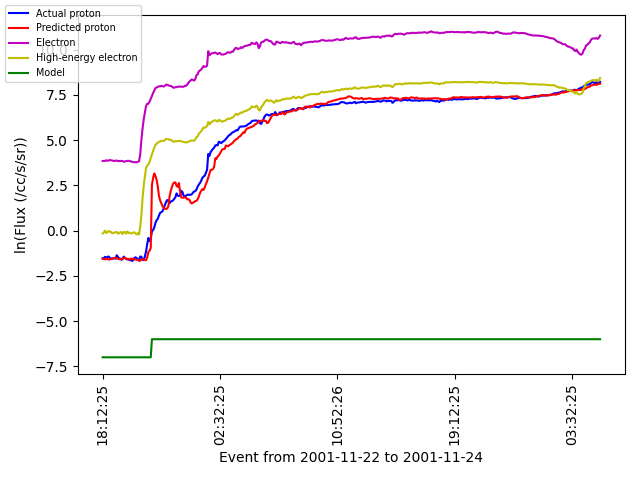 Actual proton
Predicted proton
Electron
High-energy electron
Model
10.0
7.5
5.0
2.5
0.0
−2.5
−5.0
−7.5
ln(Flux (/cc/s/sr))
18:12:25
02:32:25
10:52:26
19:12:25
03:32:25
Event from 2001-11-22 to 2001-11-24